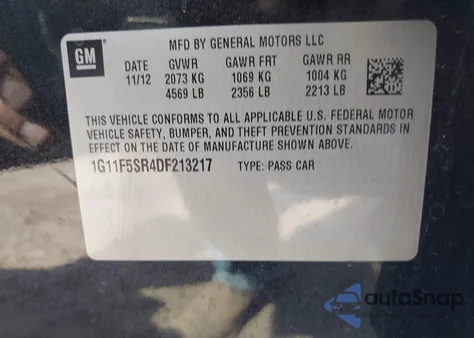 GM
MFD BY GENERAL MOTORS LLC
DATE GVWR GAWR FRT GAWR RR
11/12 2073 KG 1069 KG 1004 KG
4569 LB 2356 LB 2213 LB
THIS VEHICLE CONFORMS TO ALL APPLICABLE U.S. FEDERAL MOTOR
VEHICLE SAFETY, BUMPER, AND THEFT PREVENTION STANDARDS IN
EFFECT ON THE DATE OF MANUFACTURE SHOWN ABOVE.
1G11F5SR4DF213217 TYPE: PASS CAR
autoSnap